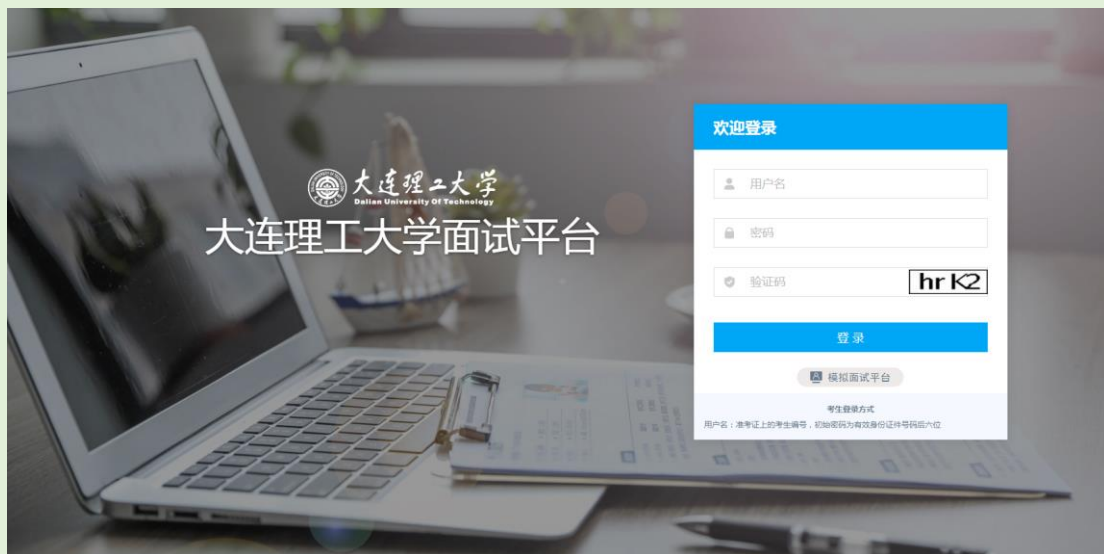 大连理工大学
Dalian University Of Technology
大连理工大学面试平台
欢迎登录
用户名
密码
验证码
hrK2
登 录
模拟面试平台
考生登录方式
用户名：准考证上的考生编号，初始密码为有效身份证件号码后六位